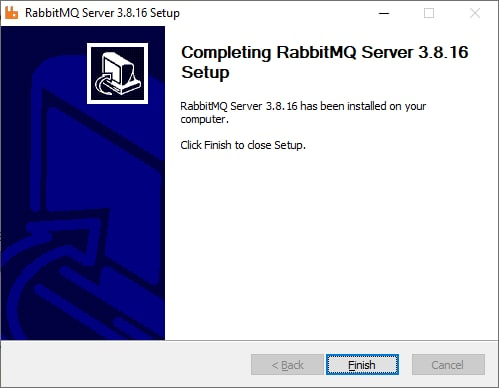 RabbitMQ Server 3.8.16 Setup
Completing RabbitMQ Server 3.8.16
Setup
RabbitMQ Server 3.8.16 has been installed on your
computer.
Click Finish to close Setup.
< Back
Finish
Cancel